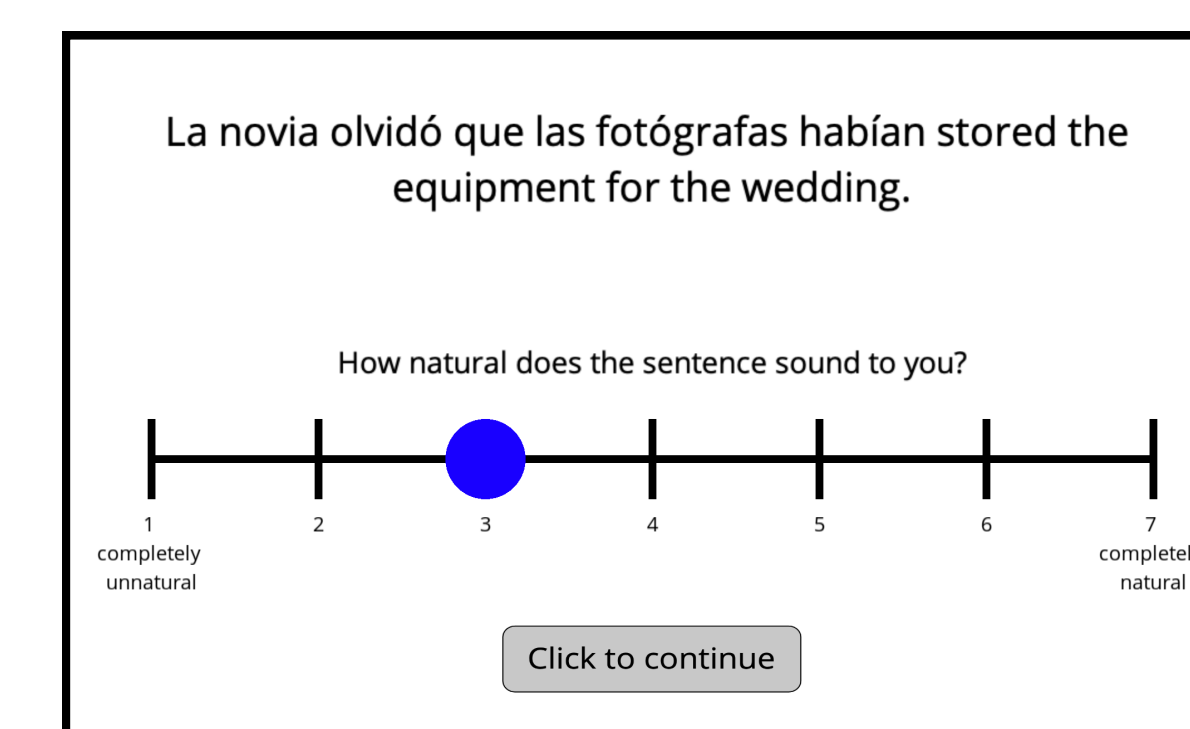 La novia olvidó que las fotógrafas habían stored the
equipment for the wedding.
How natural does the sentence sound to you?
1 2 3 4 5 6 7
completely completel
unnatural natural
Click to continue